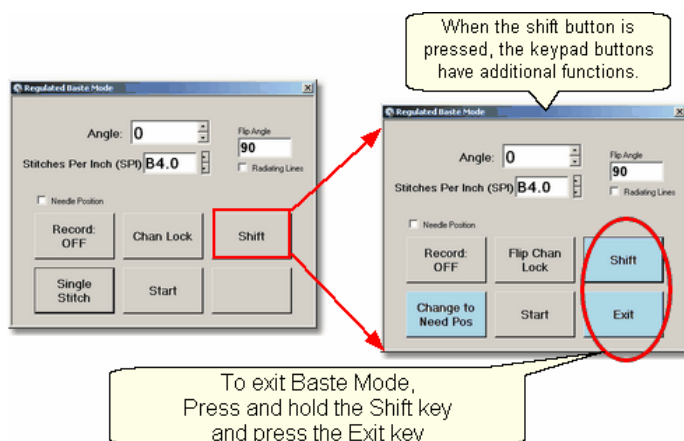 When the shift button is
pressed, the keypad buttons
have additional functions.
Regulated Baste Mode
Angle: 0
Flip Angle
90
Stitches Per Inch (SPI) B4.0
Radiating Lines
Needle Position
Record:
OFF
Chan Lock
Shift
Single
Stitch
Start
Regulated Baste Mode
Angle: 0
Flip Angle
90
Stitches Per Inch (SPI) B4.0
Radiating Lines
Needle Position
Record:
OFF
Flip Chan
Lock
Shift
Change to
Need Pos
Start
Exit
To exit Baste Mode,
Press and hold the Shift key
and press the Exit key